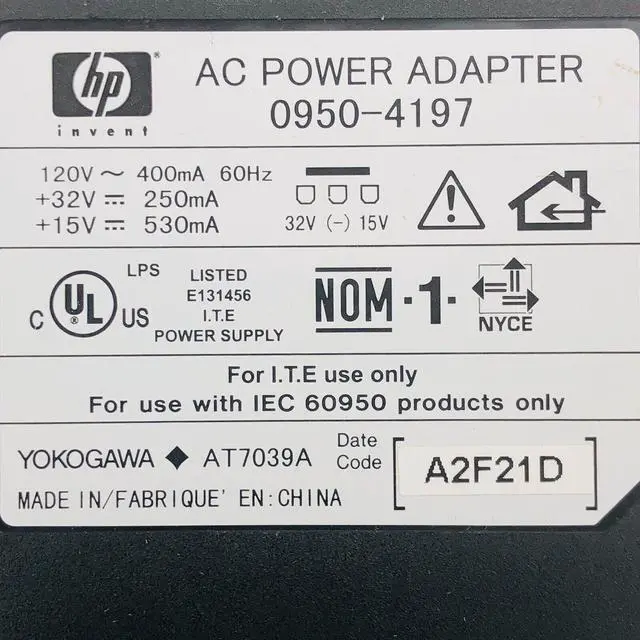 hp
invent
AC POWER ADAPTER
0950-4197
120V ~ 400mA 60Hz
+32V ⎓ 250mA
+15V ⎓ 530mA
32V (-) 15V
C UL® US
LPS
LISTED
E131456
I.T.E
POWER SUPPLY
NOM-1-
NYCE
For I.T.E use only
For use with IEC 60950 products only
YOKOGAWA ◆ AT7039A
MADE IN/FABRIQUE' EN:CHINA
Date
Code
A2F21D